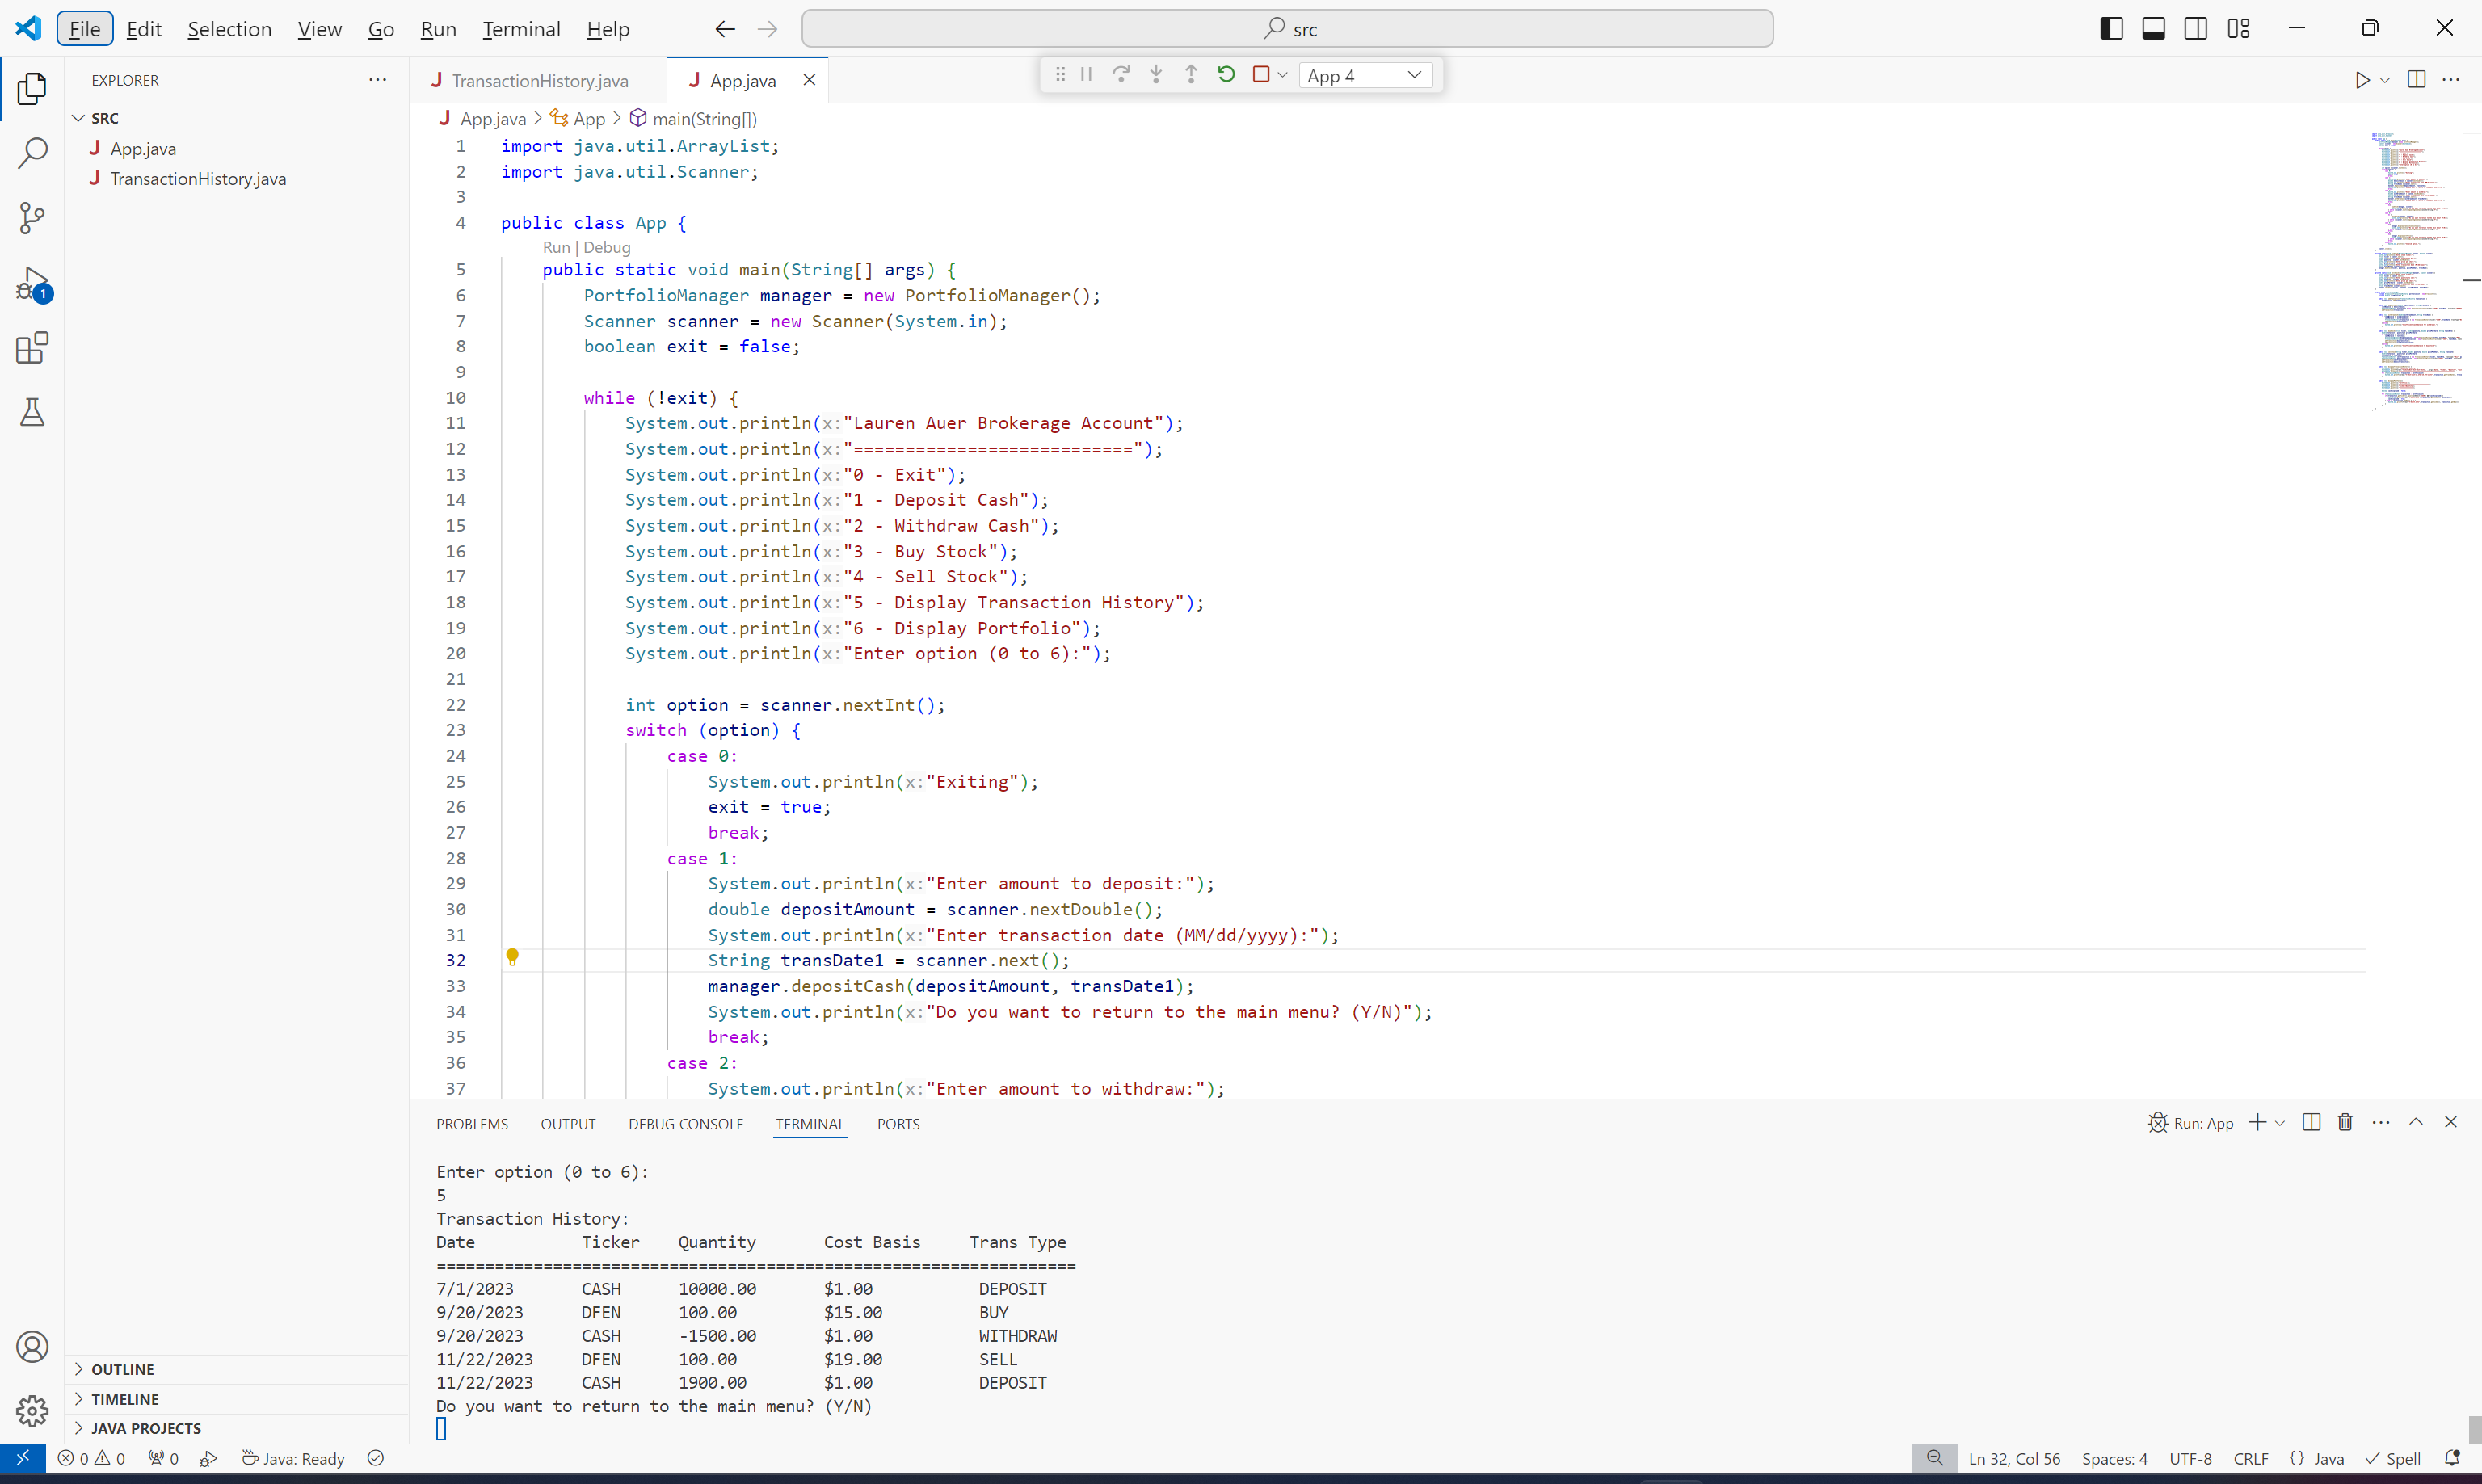 File Edit Selection View Go Run Terminal Help src
EXPLORER
SRC
App.java
TransactionHistory.java
OUTLINE
TIMELINE
JAVA PROJECTS
TransactionHistory.java App.java App 4
App.java > App > main(String[])
1 import java.util.ArrayList;
2 import java.util.Scanner;
3
4 public class App {
Run | Debug
5 public static void main(String[] args) {
6 PortfolioManager manager = new PortfolioManager();
7 Scanner scanner = new Scanner(System.in);
8 boolean exit = false;
9
10 while (!exit) {
11 System.out.println(x:"Lauren Auer Brokerage Account");
12 System.out.println(x:"===========================");
13 System.out.println(x:"0 - Exit");
14 System.out.println(x:"1 - Deposit Cash");
15 System.out.println(x:"2 - Withdraw Cash");
16 System.out.println(x:"3 - Buy Stock");
17 System.out.println(x:"4 - Sell Stock");
18 System.out.println(x:"5 - Display Transaction History");
19 System.out.println(x:"6 - Display Portfolio");
20 System.out.println(x:"Enter option (0 to 6):");
21
22 int option = scanner.nextInt();
23 switch (option) {
24 case 0:
25 System.out.println(x:"Exiting");
26 exit = true;
27 break;
28 case 1:
29 System.out.println(x:"Enter amount to deposit:");
30 double depositAmount = scanner.nextDouble();
31 System.out.println(x:"Enter transaction date (MM/dd/yyyy):");
32 String transDate1 = scanner.next();
33 manager.depositCash(depositAmount, transDate1);
34 System.out.println(x:"Do you want to return to the main menu? (Y/N)");
35 break;
36 case 2:
37 System.out.println(x:"Enter amount to withdraw:");
PROBLEMS OUTPUT DEBUG CONSOLE TERMINAL PORTS Run: App
Enter option (0 to 6):
5
Transaction History:
Date Ticker Quantity Cost Basis Trans Type
==================================================================
7/1/2023 CASH 10000.00 $1.00 DEPOSIT
9/20/2023 DFEN 100.00 $15.00 BUY
9/20/2023 CASH -1500.00 $1.00 WITHDRAW
11/22/2023 DFEN 100.00 $19.00 SELL
11/22/2023 CASH 1900.00 $1.00 DEPOSIT
Do you want to return to the main menu? (Y/N)
0 0 0 Java: Ready Ln 32, Col 56 Spaces: 4 UTF-8 CRLF {} Java Spell